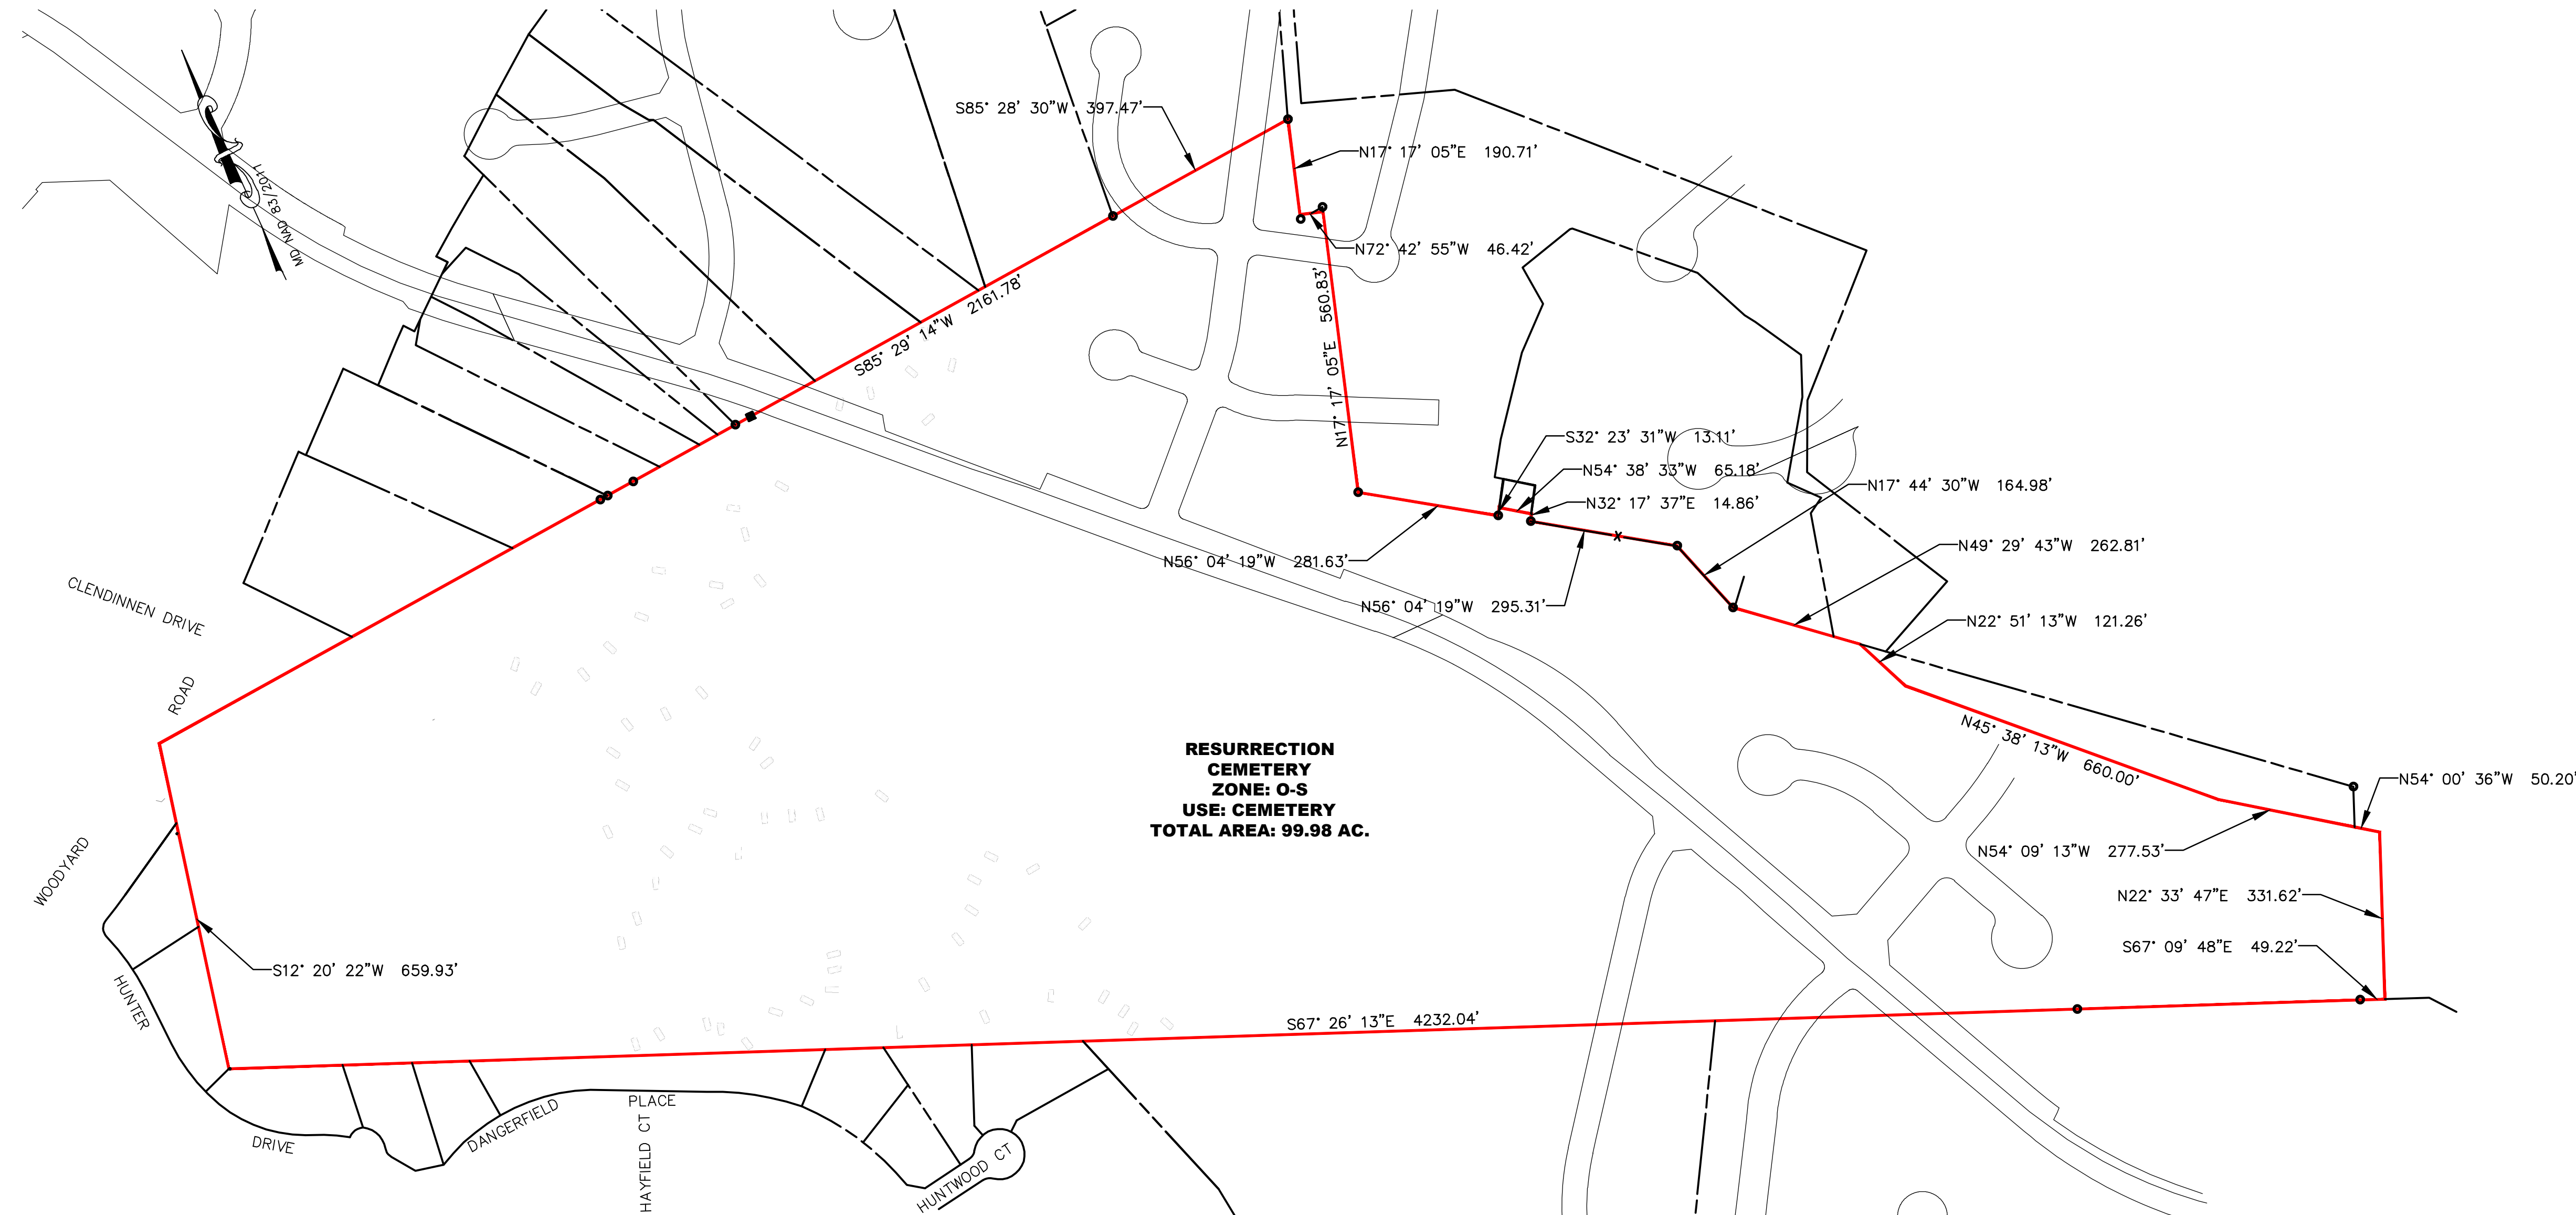 S85° 28' 30"W 397.47'
N17° 17' 05"E 190.71'
MD NAD 83/2011
N72° 42' 55"W 46.42'
S85° 29' 14"W 2161.78'
N17° 17' 05"E 560.83'
S32° 23' 31"W 13.11'
N54° 38' 33"W 65.18'
N17° 44' 30"W 164.98'
N32° 17' 37"E 14.86'
N56° 04' 19"W 281.63'
N49° 29' 43"W 262.81'
CLENDINNEN DRIVE
N56° 04' 19"W 295.31'
N22° 51' 13"W 121.26'
ROAD
N45° 38' 13"W 660.00'
RESURRECTION
CEMETERY
ZONE: O-S
USE: CEMETERY
TOTAL AREA: 99.98 AC.
N54° 00' 36"W 50.20'
N54° 09' 13"W 277.53'
WOODYARD
N22° 33' 47"E 331.62'
S67° 09' 48"E 49.22'
S12° 20' 22"W 659.93'
HUNTER
S67° 26' 13"E 4232.04'
X
DRIVE
DANGERFIELD
PLACE
HAYFIELD CT
HUNTWOOD CT